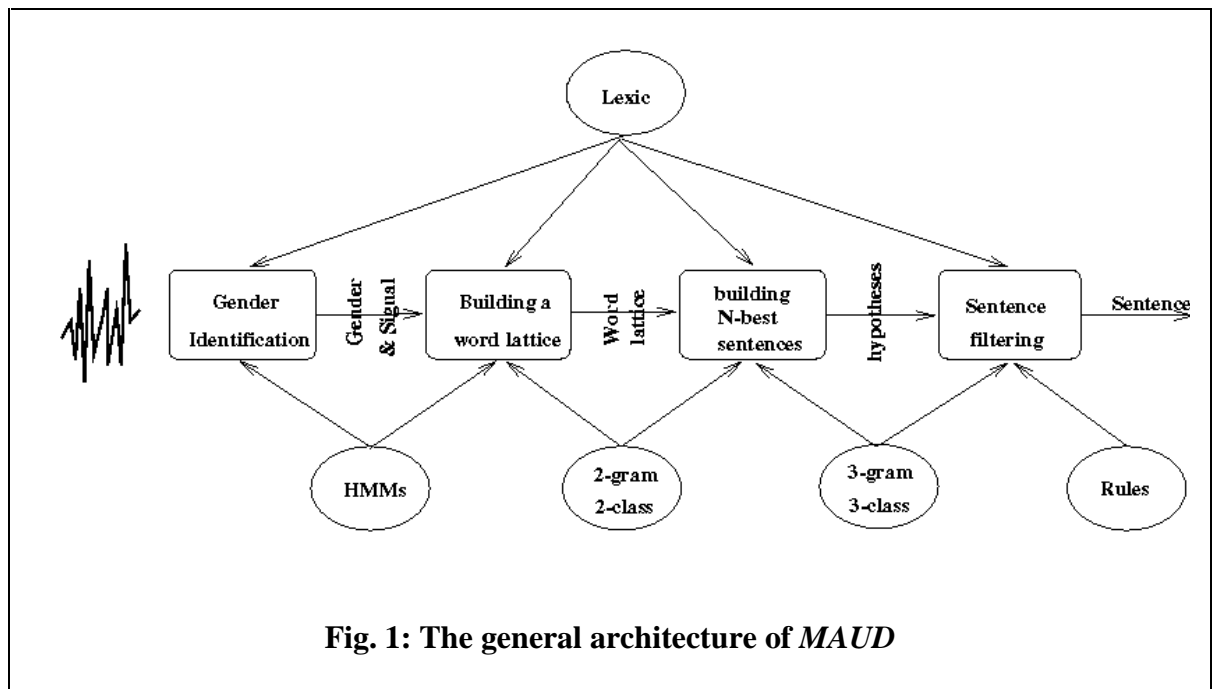 Lexic
Gender
Identification
Gender
& Signal
Building a
word lattice
Word
lattice
building
N-best
sentences
hypotheses
Sentence
filtering
Sentence
HMMs
2-gram
2-class
3-gram
3-class
Rules
Fig. 1: The general architecture of MAUD